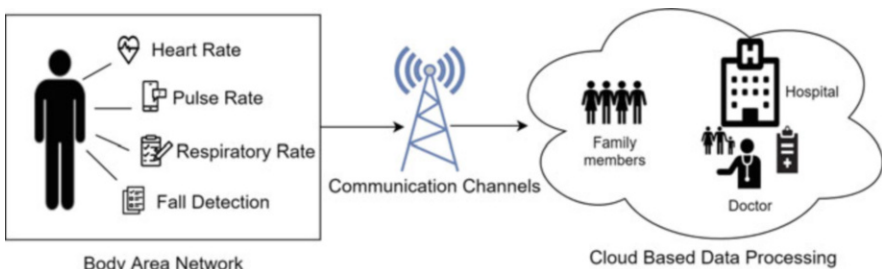 Heart Rate
Pulse Rate
Respiratory Rate
Fall Detection
Body Area Network
Communication Channels
Family
members
Hospital
Doctor
Cloud Based Data Processing